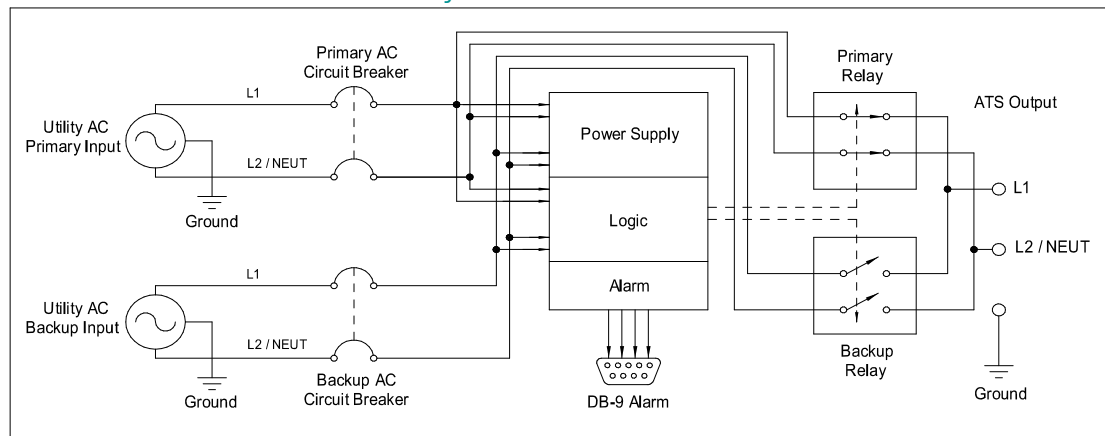 Primary AC
Circuit Breaker
L1
Utility AC
Primary Input
L2 / NEUT
Ground
L1
Utility AC
Backup Input
L2 / NEUT
Ground
Backup AC
Circuit Breaker
Power Supply
Logic
Alarm
DB-9 Alarm
Primary
Relay
ATS Output
L1
L2 / NEUT
Backup
Relay
Ground